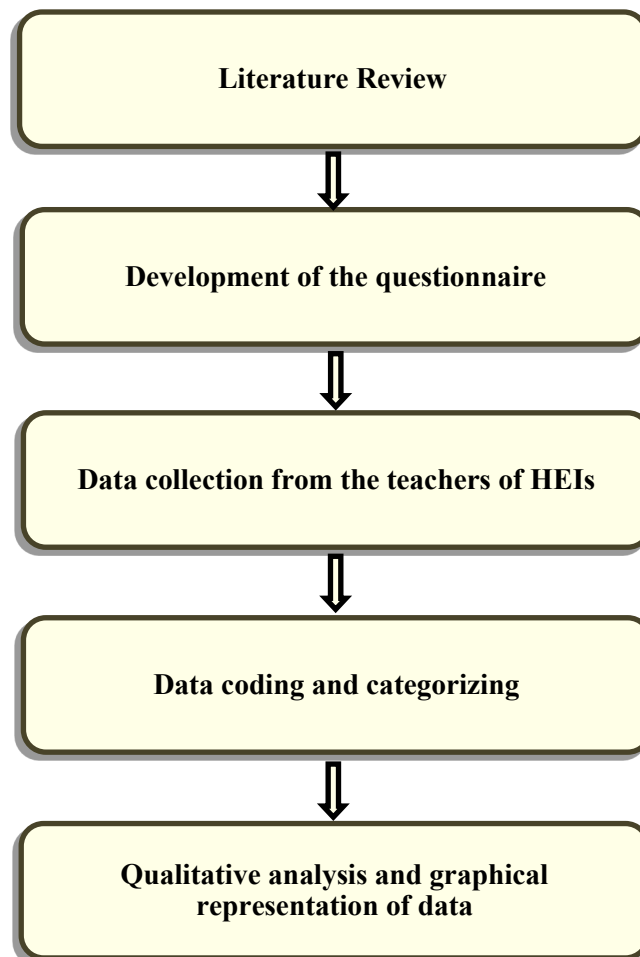 Literature Review
Development of the questionnaire
Data collection from the teachers of HEIs
Data coding and categorizing
Qualitative analysis and graphical
representation of data